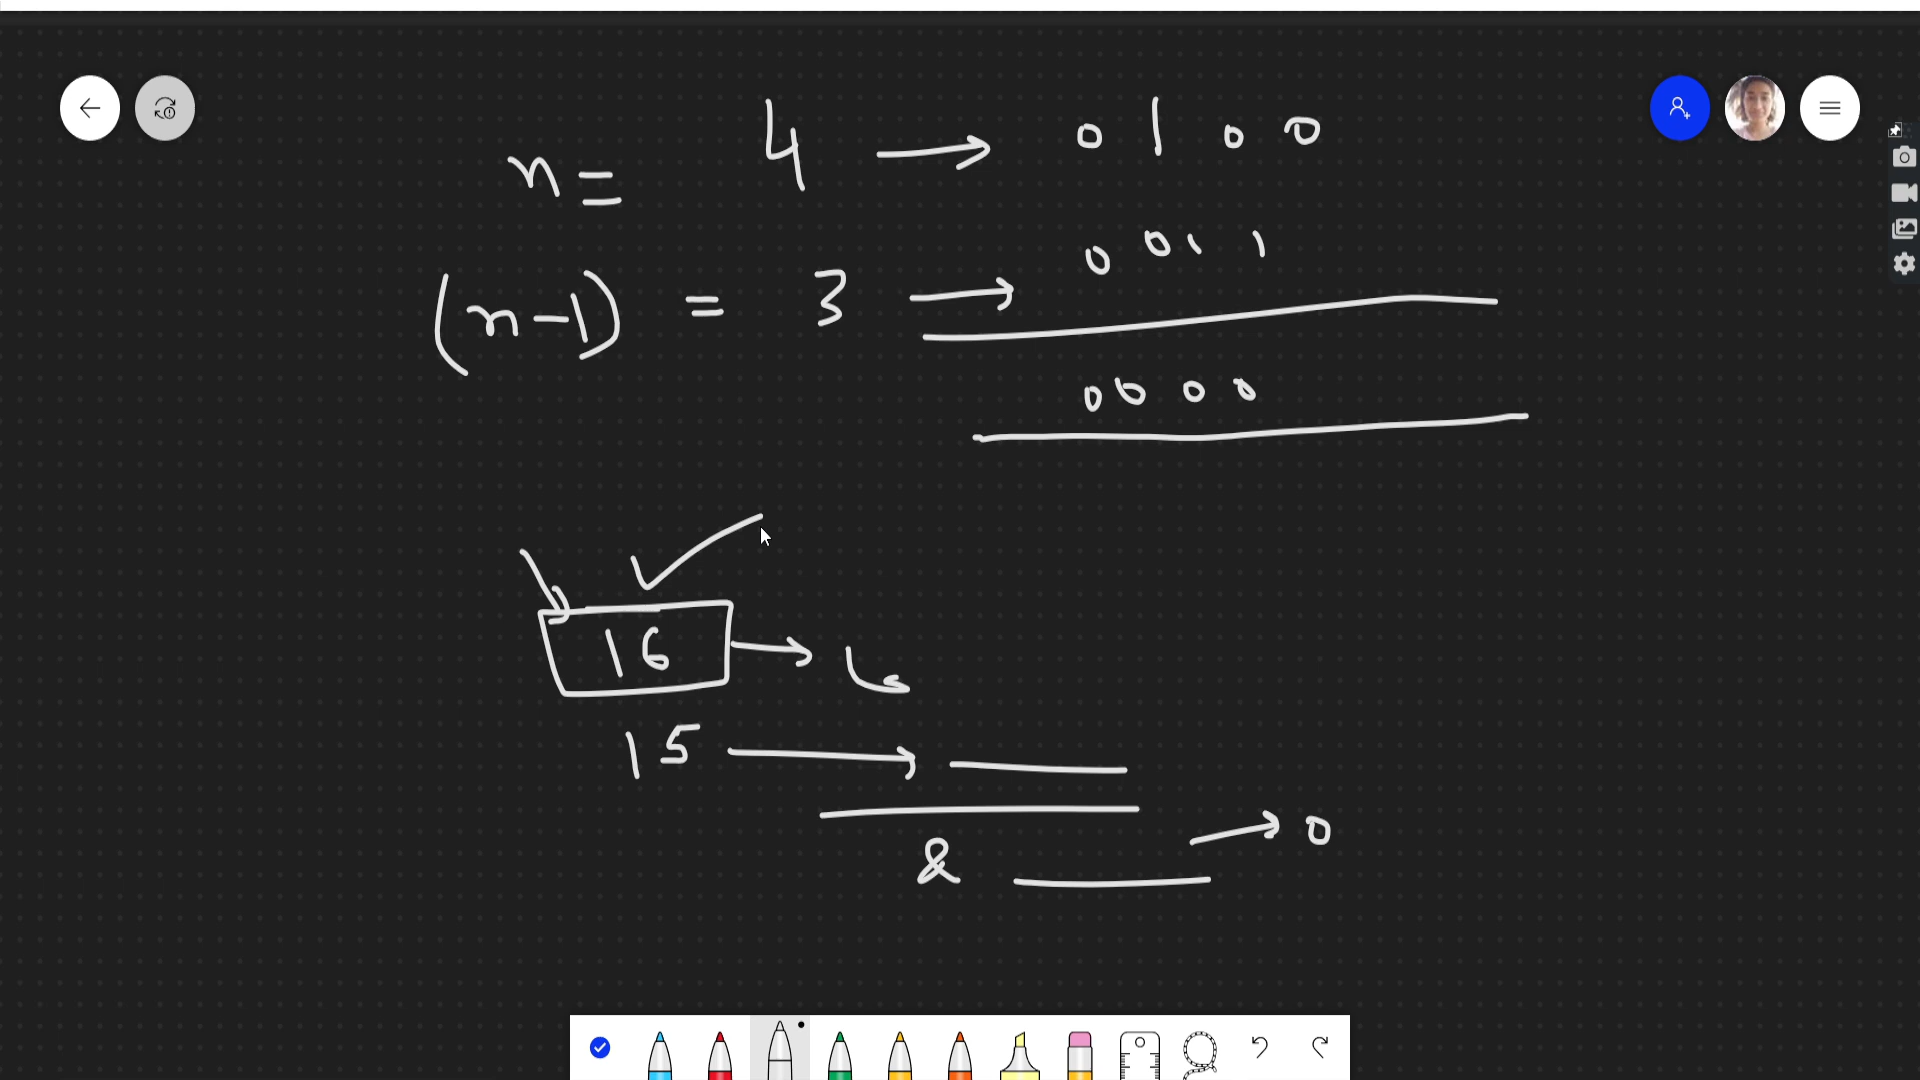 n = 4 → 0 1 0 0
(n-1) = 3 → 0 0 1 1
0 0 0 0
16 →
15 →
& → 0